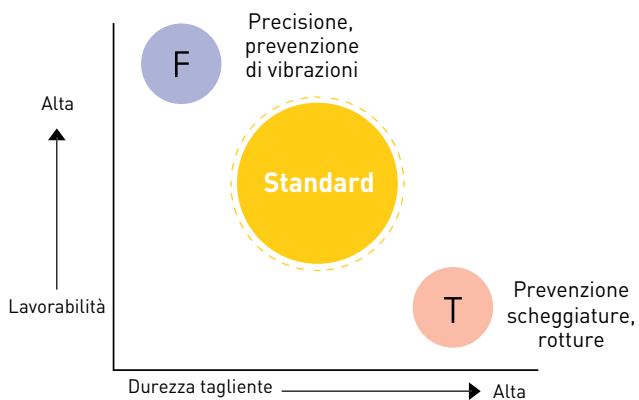 Precisione,
prevenzione
di vibrazioni
F
Alta
Standard
Lavorabilità
T
Prevenzione
scheggiature,
rotture
Durezza tagliente
Alta